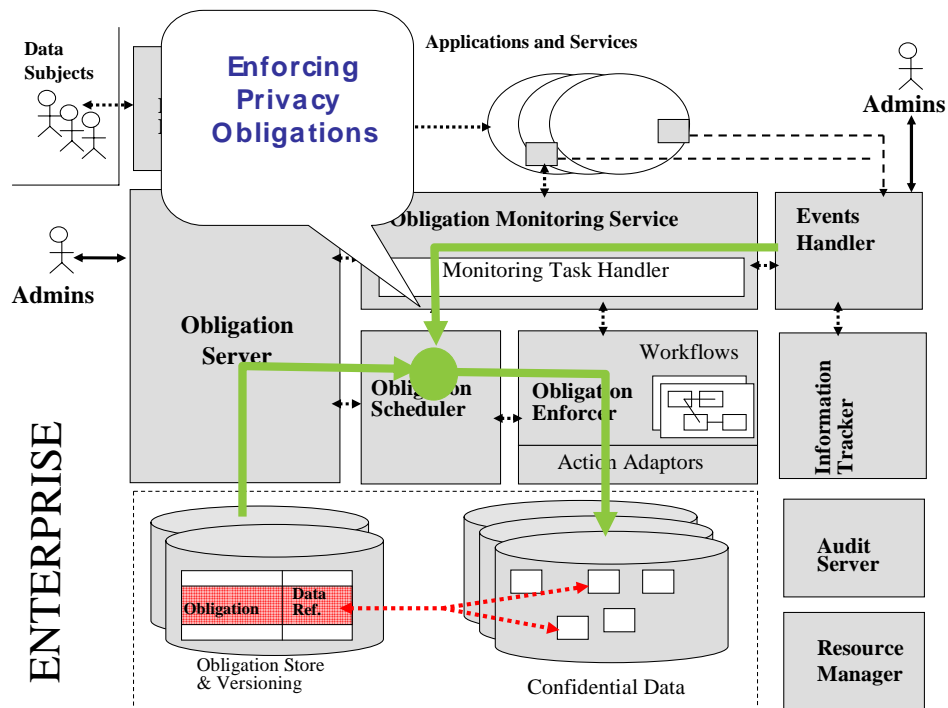 Data
Subjects
Enforcing
Privacy
Obligations
Applications and Services
Admins
Admins
Obligation Monitoring Service
Monitoring Task Handler
Events
Handler
Obligation
Server
Obligation
Scheduler
Workflows
Obligation
Enforcer
Action Adaptors
Information
Tracker
ENTERPRISE
Obligation
Data
Ref.
Obligation Store
& Versioning
Confidential Data
Audit
Server
Resource
Manager